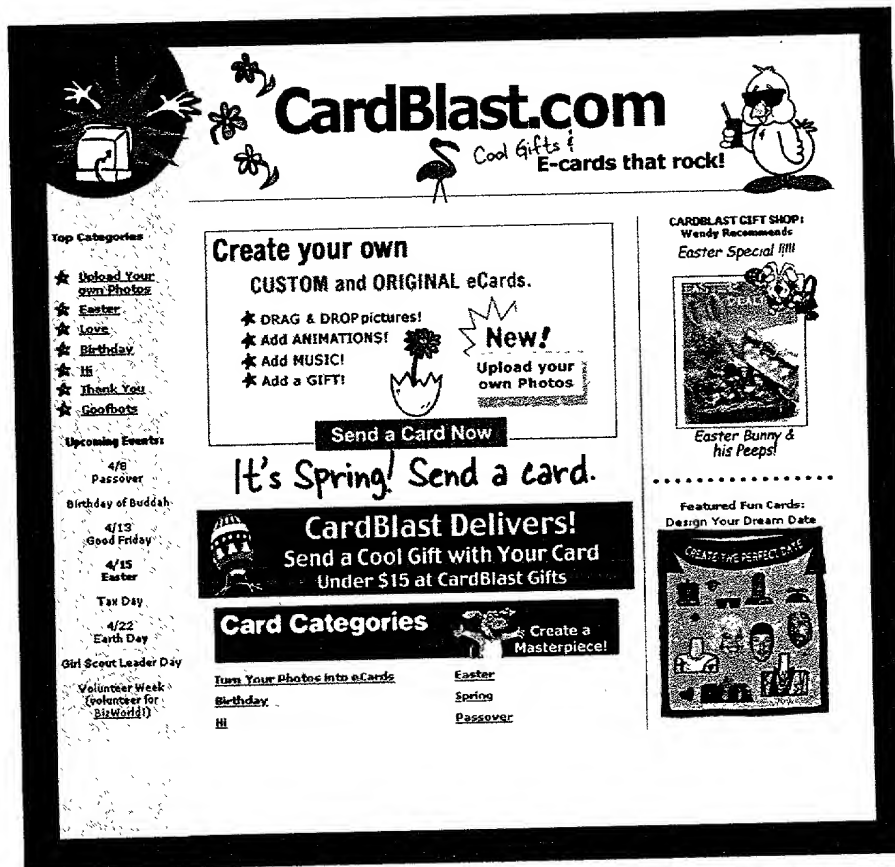 CardBlast.com
Cool Gifts &
E-cards that rock!
Top Categories
Upload Your
own Photos
Easter
Love
Birthday
Hi
Thank You
Goofbots
Upcoming Events:
4/8
Passover
Birthday of Buddah
4/13
Good Friday
4/15
Easter
Tax Day
4/22
Earth Day
Girl Scout Leader Day
Volunteer Week
(volunteer for
BizWorld!)
Create your own
CUSTOM and ORIGINAL eCards.
DRAG & DROP pictures!
Add ANIMATIONS!
Add MUSIC!
Add a GIFT!
New!
Upload your
own Photos
Send a Card Now
It's Spring! Send a card.
CardBlast Delivers!
Send a Cool Gift with Your Card
Under $15 at CardBlast Gifts
Card Categories
Create a
Masterpiece!
Turn Your Photos into eCards
Birthday
Hi
Easter
Spring
Passover
CARDBLAST GIFT SHOP:
Wendy Recommends
Easter Special !!!!!
Easter Bunny &
his Peeps!
Featured Fun Cards:
Design Your Dream Date
CREATE THE PERFECT DATE